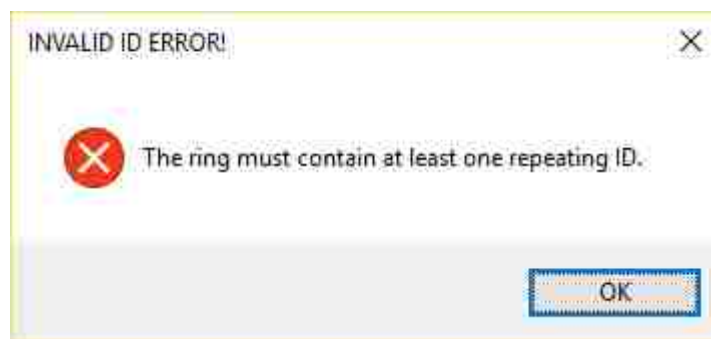 INVALID ID ERROR!
The ring must contain at least one repeating ID.
OK